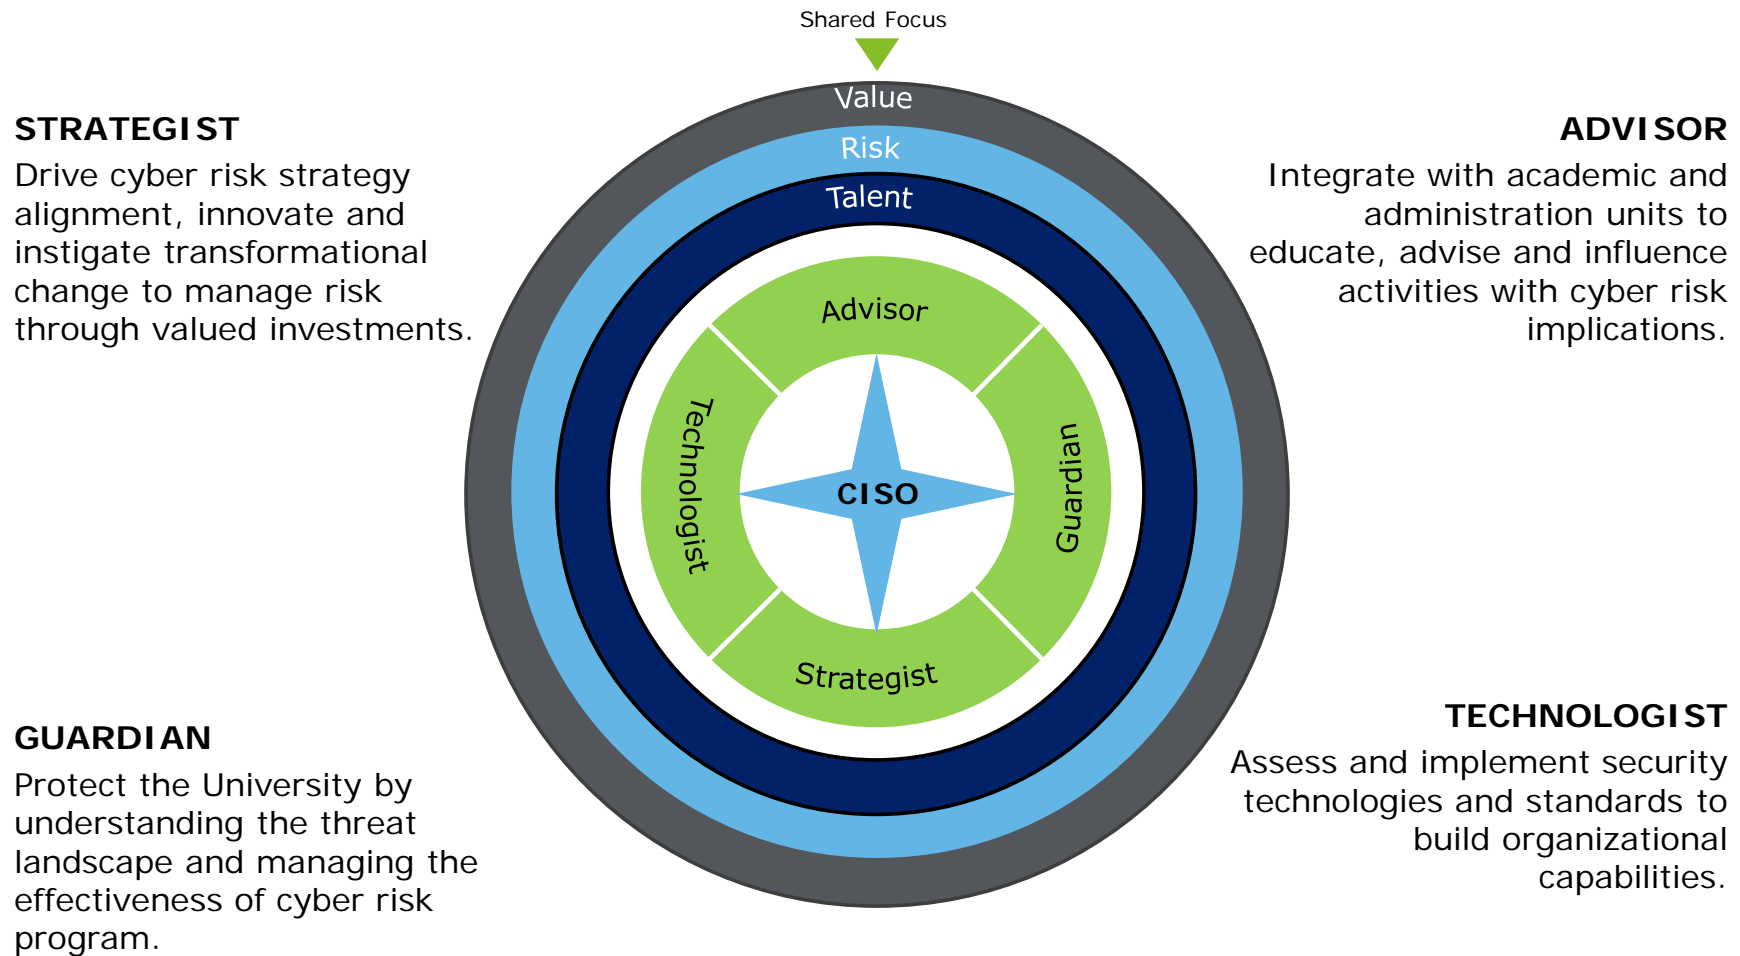 Shared Focus
Value
Risk
Talent
STRATEGIST
Drive cyber risk strategy
alignment, innovate and
instigate transformational
change to manage risk
through valued investments.
ADVISOR
Integrate with academic and
administration units to
educate, advise and influence
activities with cyber risk
implications.
Advisor
Technologist
CISO
Guardian
Strategist
GUARDIAN
Protect the University by
understanding the threat
landscape and managing the
effectiveness of cyber risk
program.
TECHNOLOGIST
Assess and implement security
technologies and standards to
build organizational
capabilities.